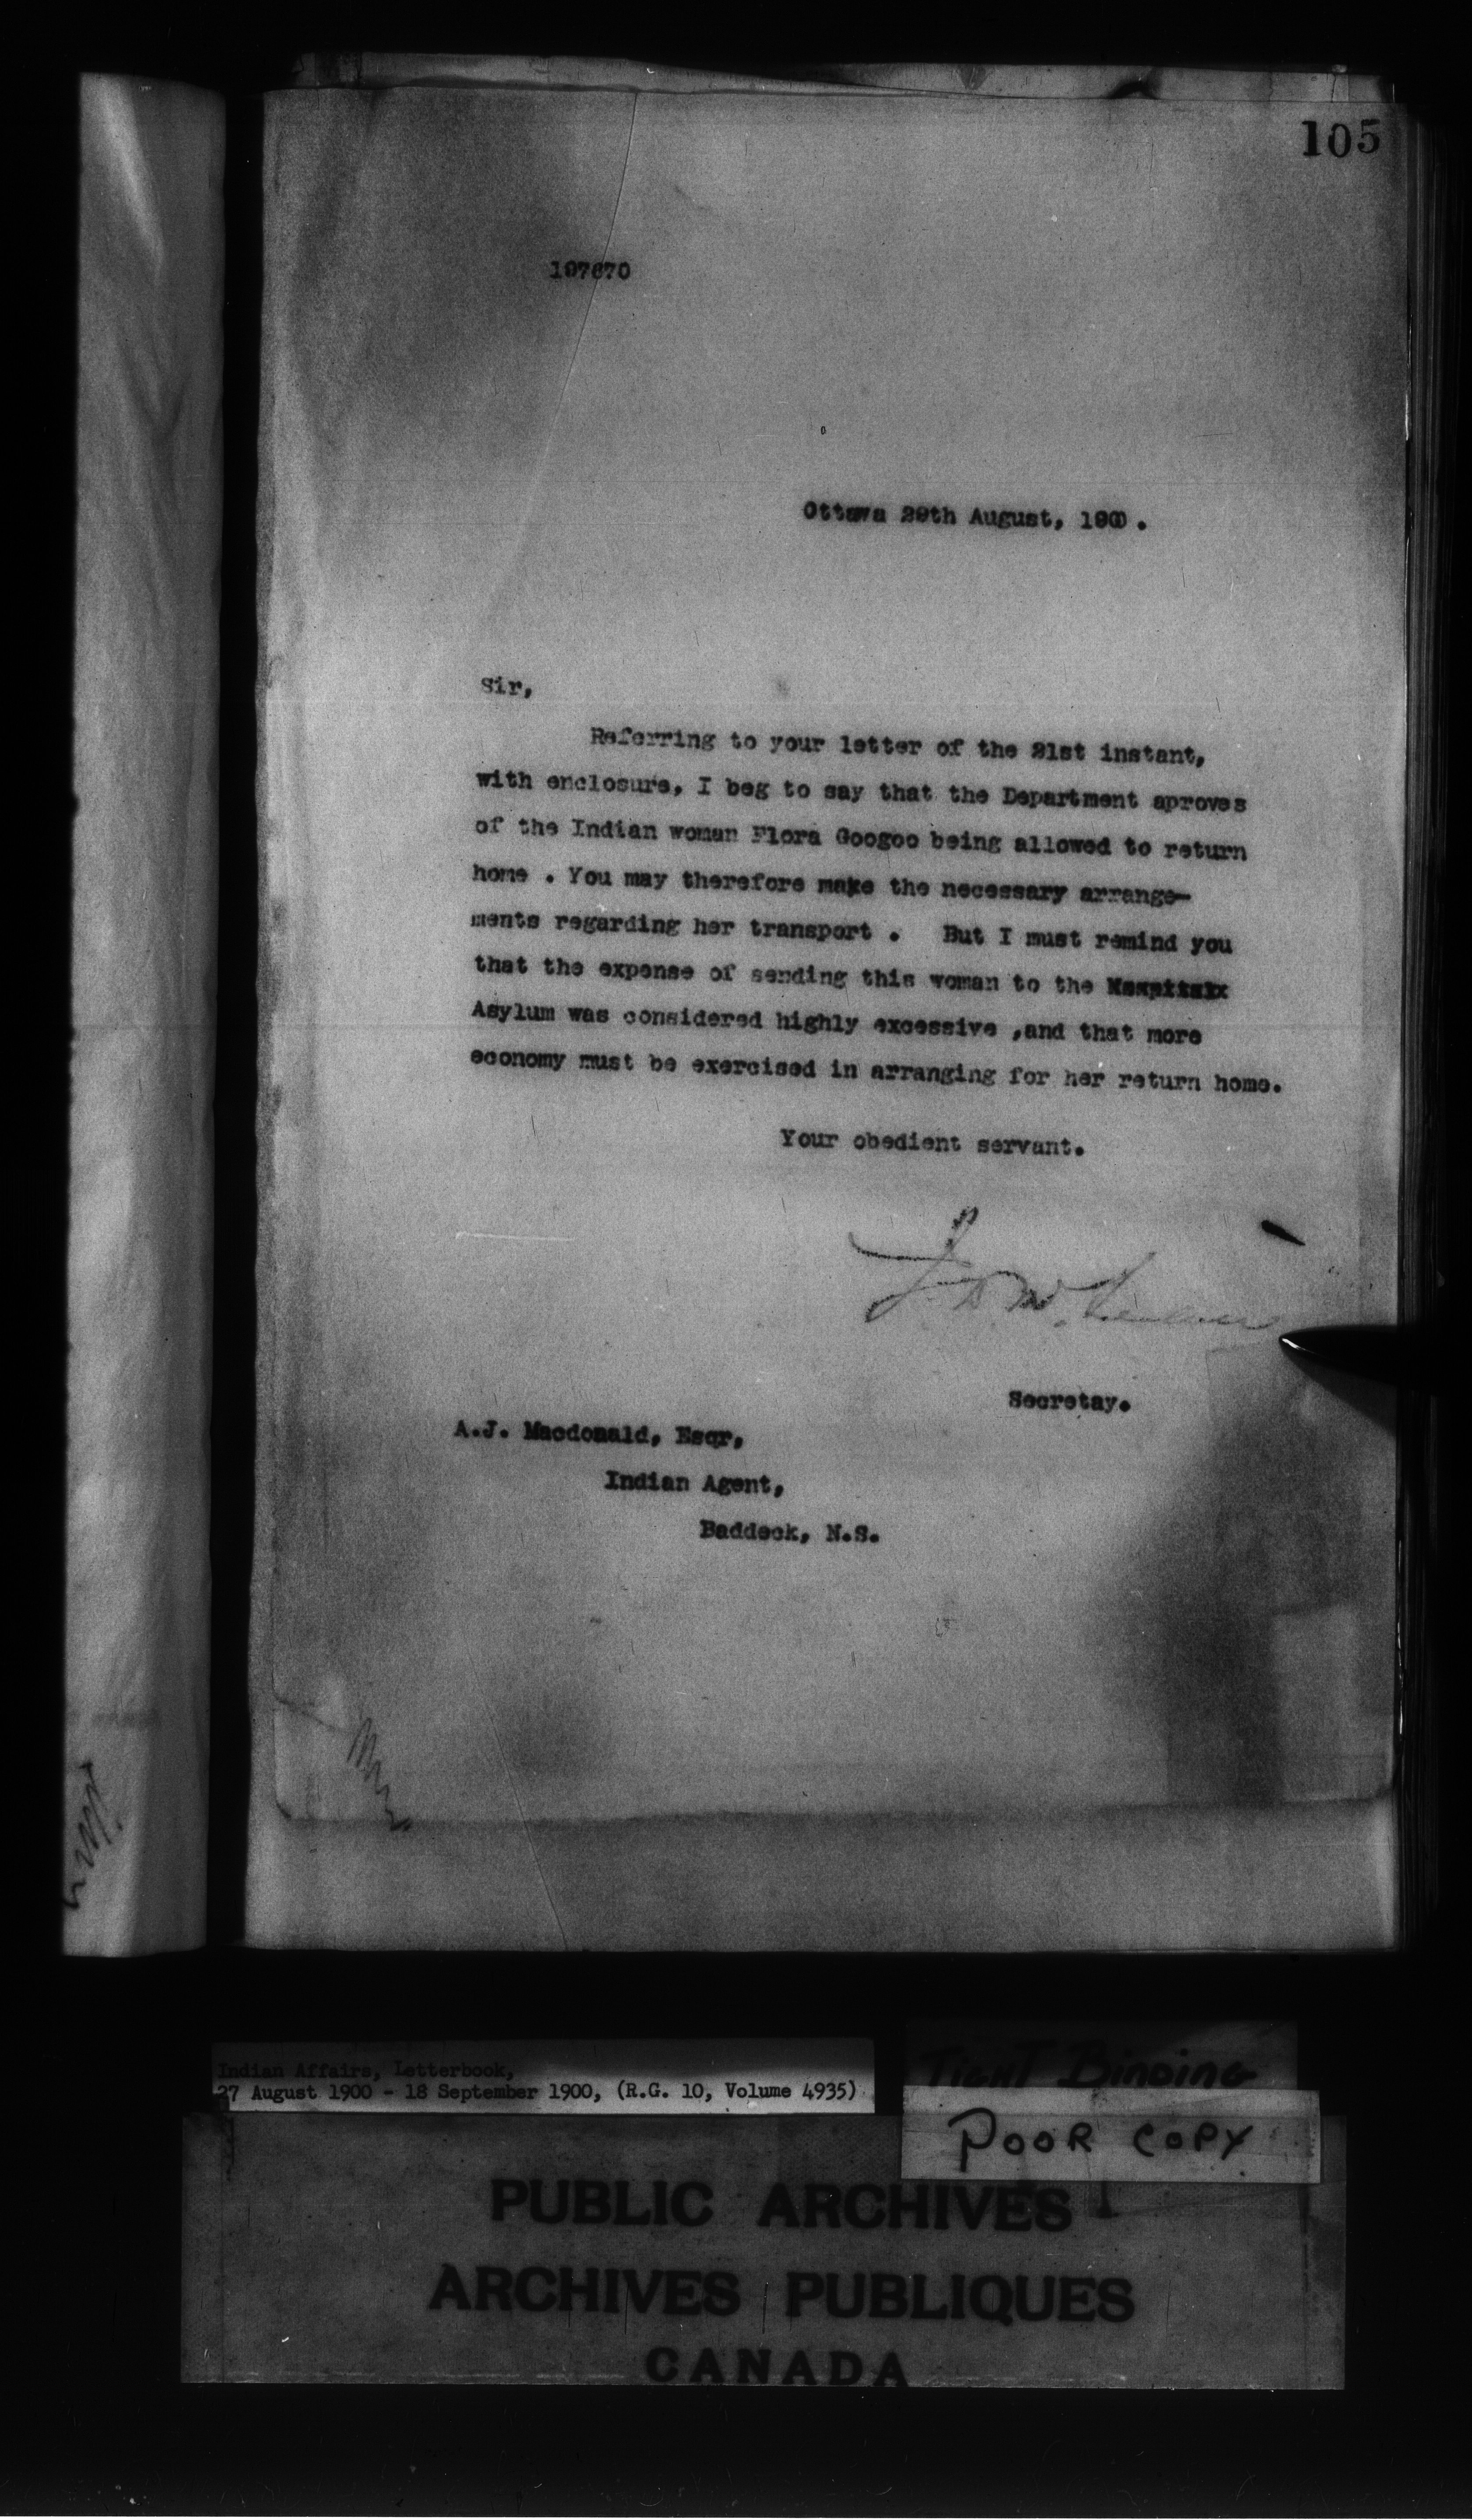 105
107670
Ottawa 29th August, 1900.
Sir,
Referring to your letter of the 21st instant,
with enclosure, I beg to say that the Department aproves
of the Indian woman Flora Googoo being allowed to return
home . You may therefore make the necessary arrange-
ments regarding her transport . But I must remind you
that the expense of sending this woman to the
Asylum was considered highly excessive ,and that more
economy must be exercised in arranging for her return home.
Your obedient servant.
Secretay.
A.J. Macdonald, Esqr,
Indian Agent,
Baddeck, N.S.
Indian Affairs, Letterbook,
27 August 1900 - 18 September 1900, (R.G. 10, Volume 4935)
TIGHT BINDING
POOR COPY
PUBLIC ARCHIVES
ARCHIVES PUBLIQUES
CANADA